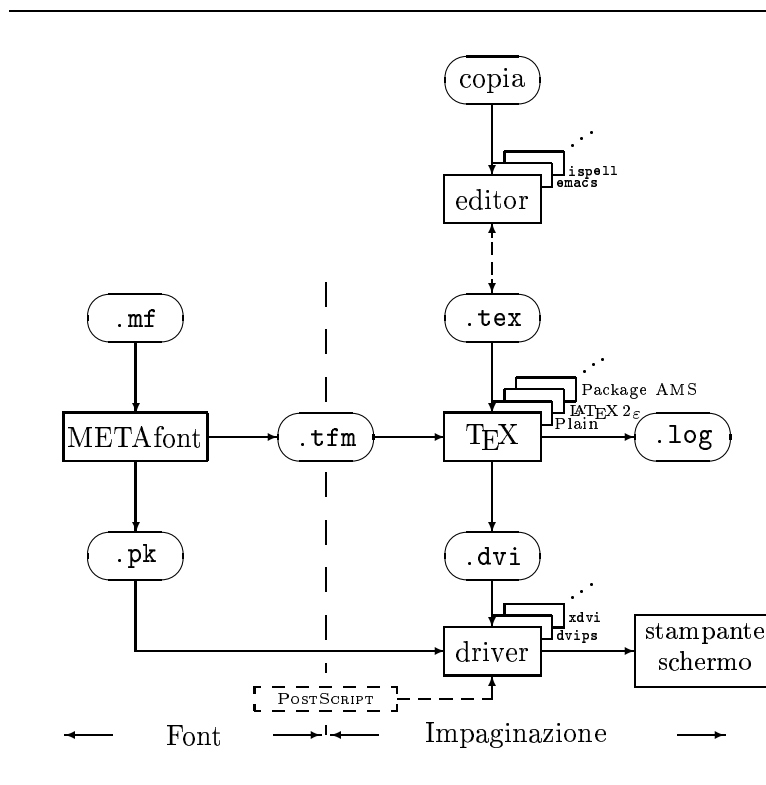 copia
ispell
emacs
editor
.mf
.tex
Package AMS
LATEX 2ε
Plain
METAfont
.tfm
TEX
.log
.pk
.dvi
xdvi
dvips
driver
stampante
schermo
PostScript
Font
Impaginazione